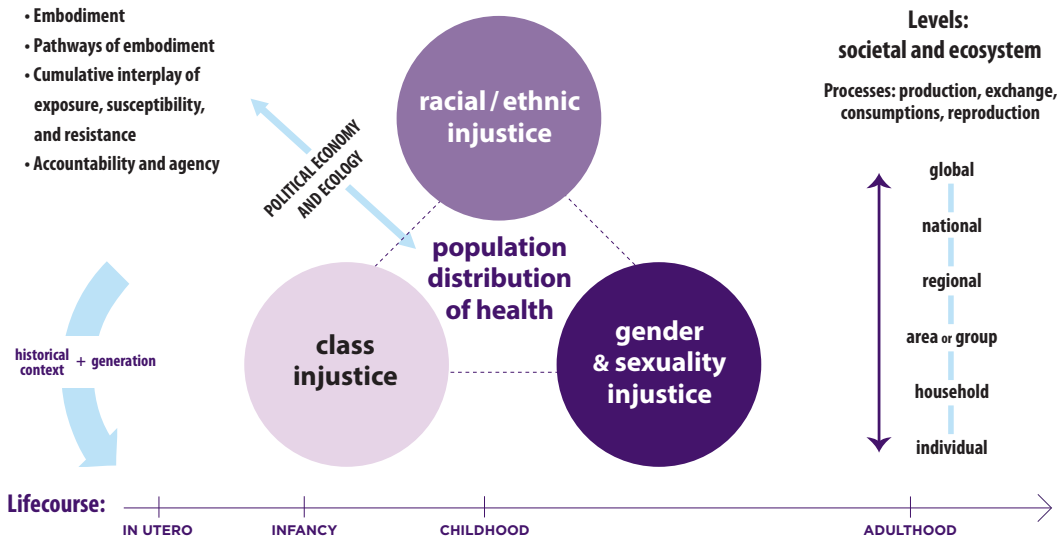 • Embodiment
• Pathways of embodiment
• Cumulative interplay of
exposure, susceptibility,
and resistance
• Accountability and agency
POLITICAL ECONOMY
AND ECOLOGY
racial / ethnic
injustice
population
distribution
of health
class
injustice
gender
& sexuality
injustice
Levels:
societal and ecosystem
Processes: production, exchange,
consumptions, reproduction
global
national
regional
area or group
household
individual
historical
context + generation
Lifecourse:
IN UTERO
INFANCY
CHILDHOOD
ADULTHOOD